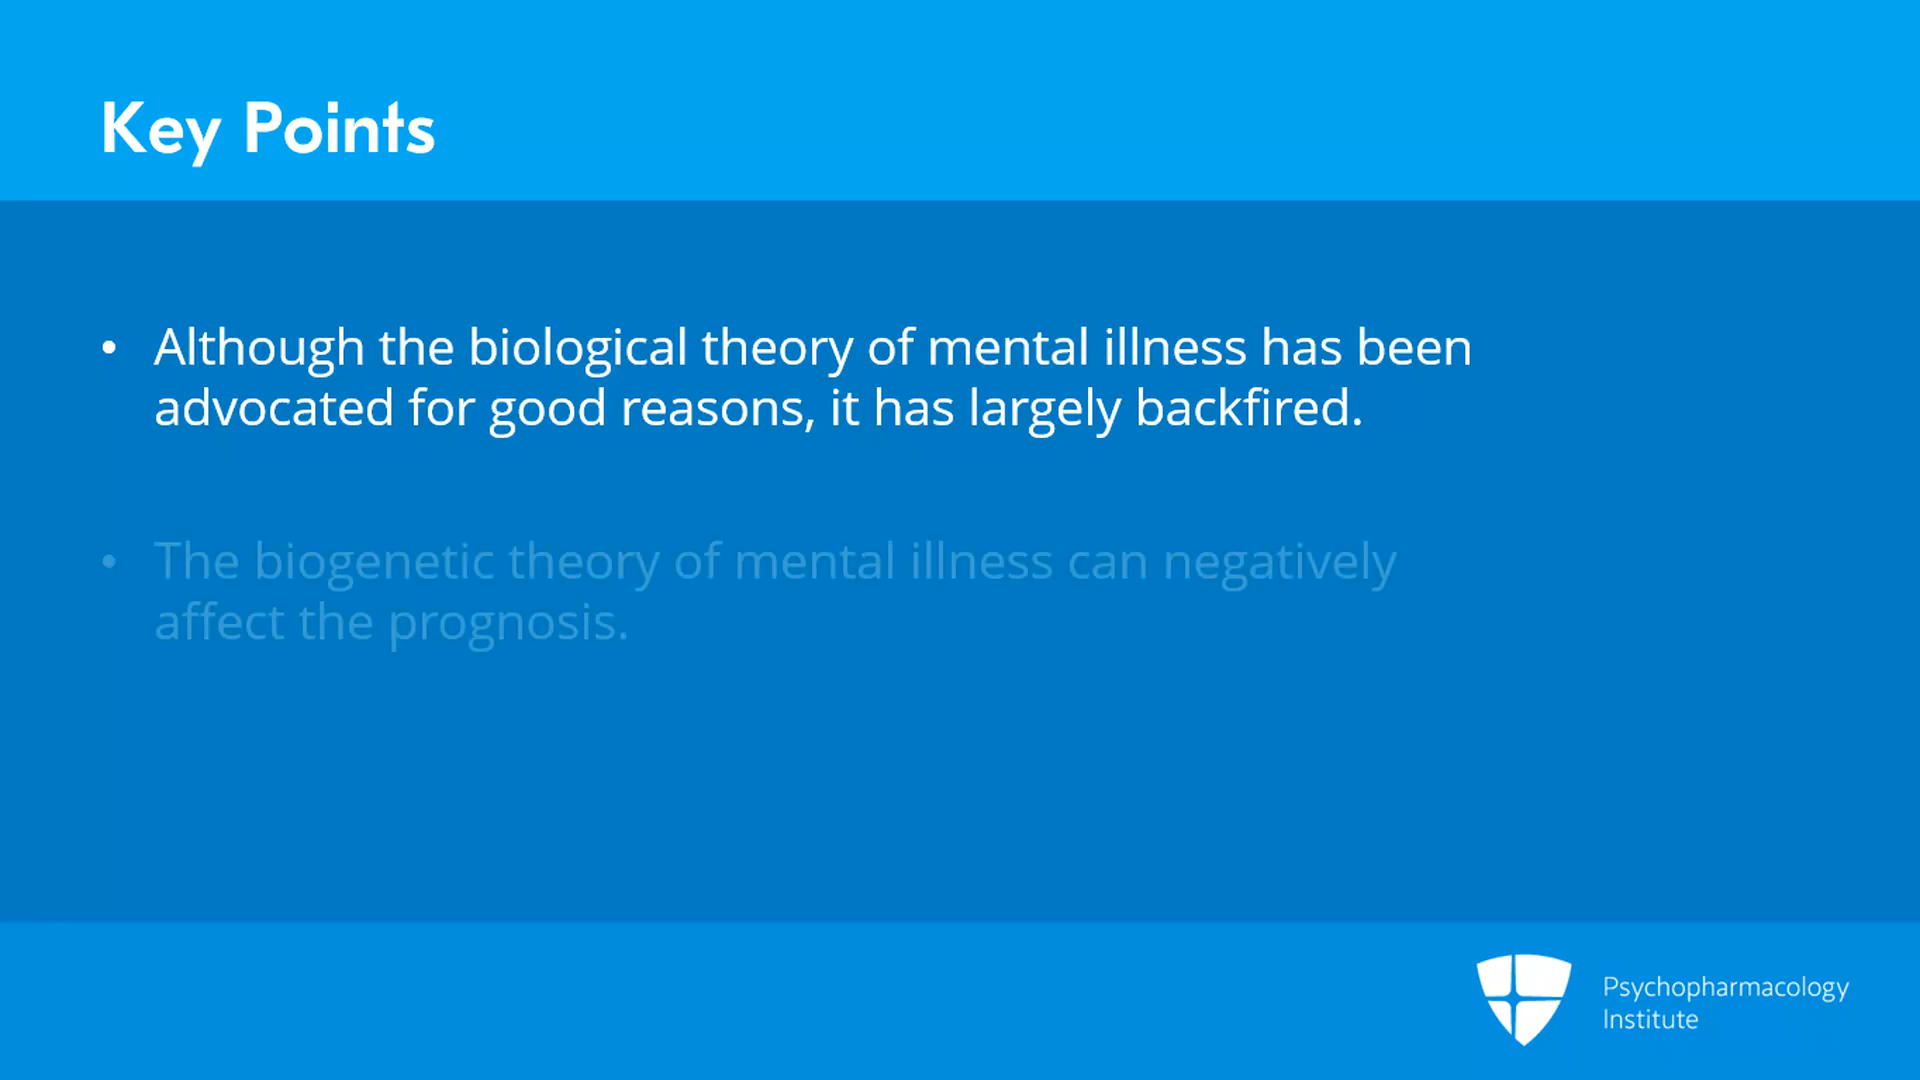 Key Points
• Although the biological theory of mental illness has been
advocated for good reasons, it has largely backfired.
• The biogenetic theory of mental illness can negatively
affect the prognosis.
Psychopharmacology
Institute